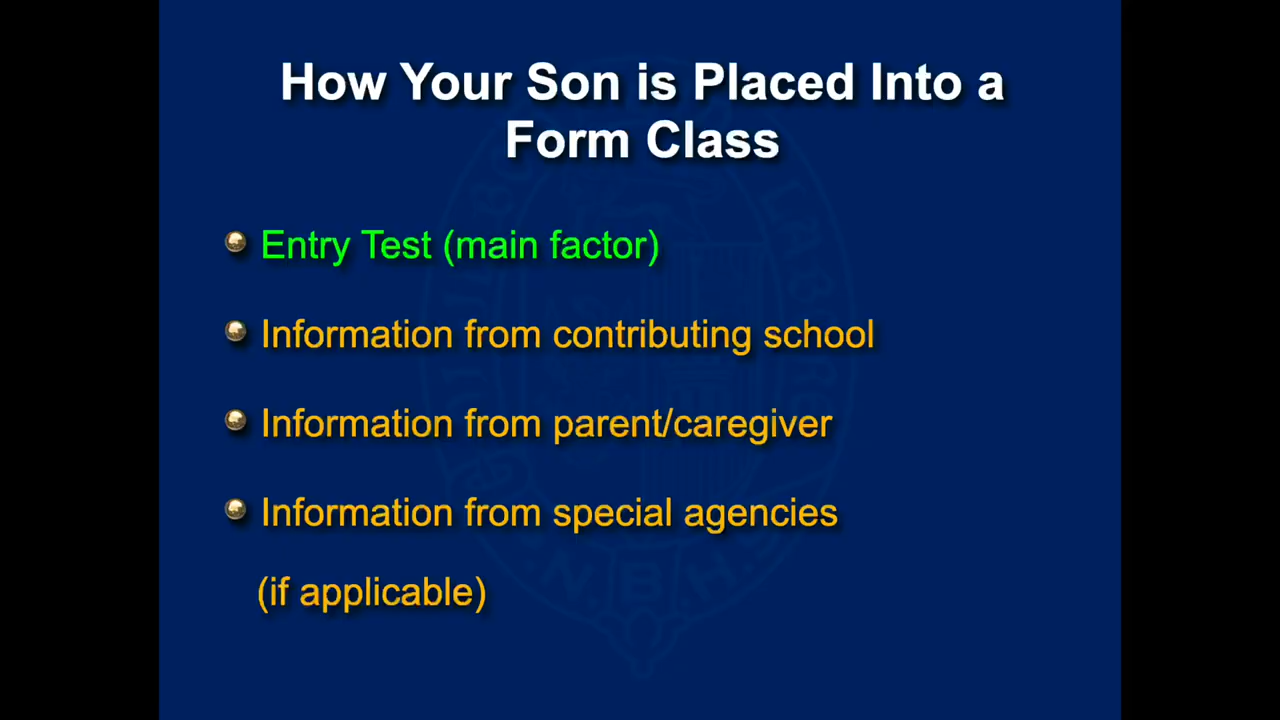 How Your Son is Placed Into a
Form Class
Entry Test (main factor)
Information from contributing school
Information from parent/caregiver
Information from special agencies
(if applicable)